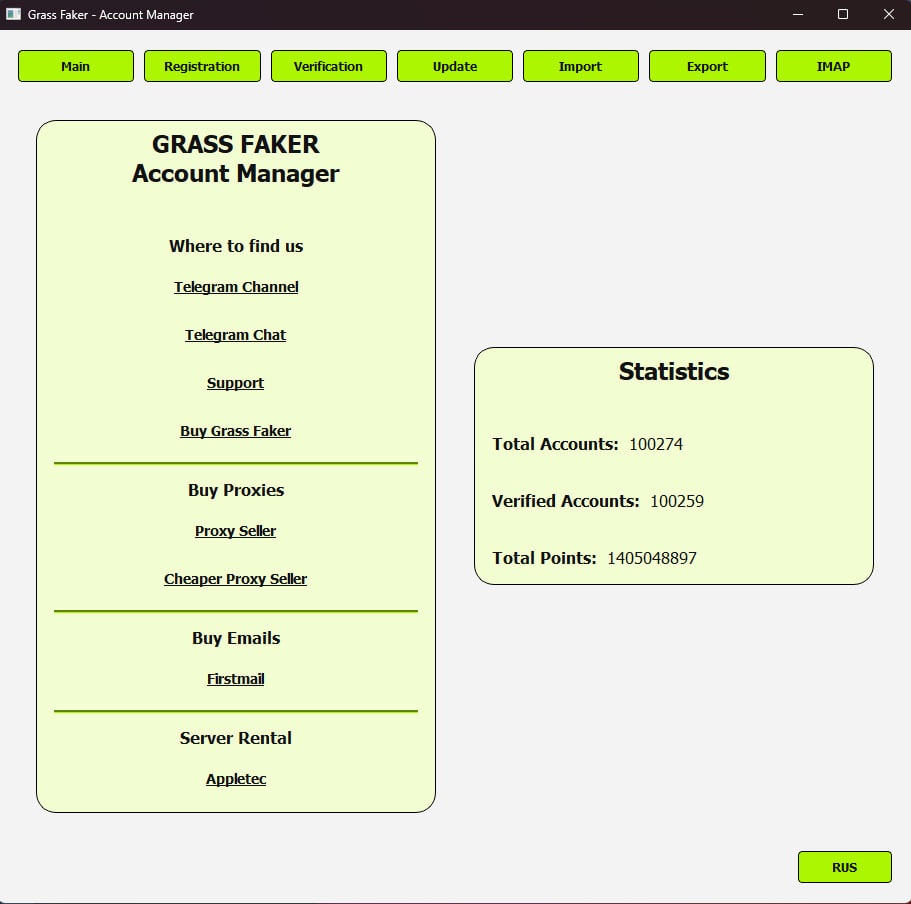 Grass Faker - Account Manager
Main
Registration
Verification
Update
Import
Export
IMAP
GRASS FAKER
Account Manager
Where to find us
Telegram Channel
Telegram Chat
Support
Buy Grass Faker
Buy Proxies
Proxy Seller
Cheaper Proxy Seller
Buy Emails
Firstmail
Server Rental
Appletec
Statistics
Total Accounts: 100274
Verified Accounts: 100259
Total Points: 1405048897
RUS